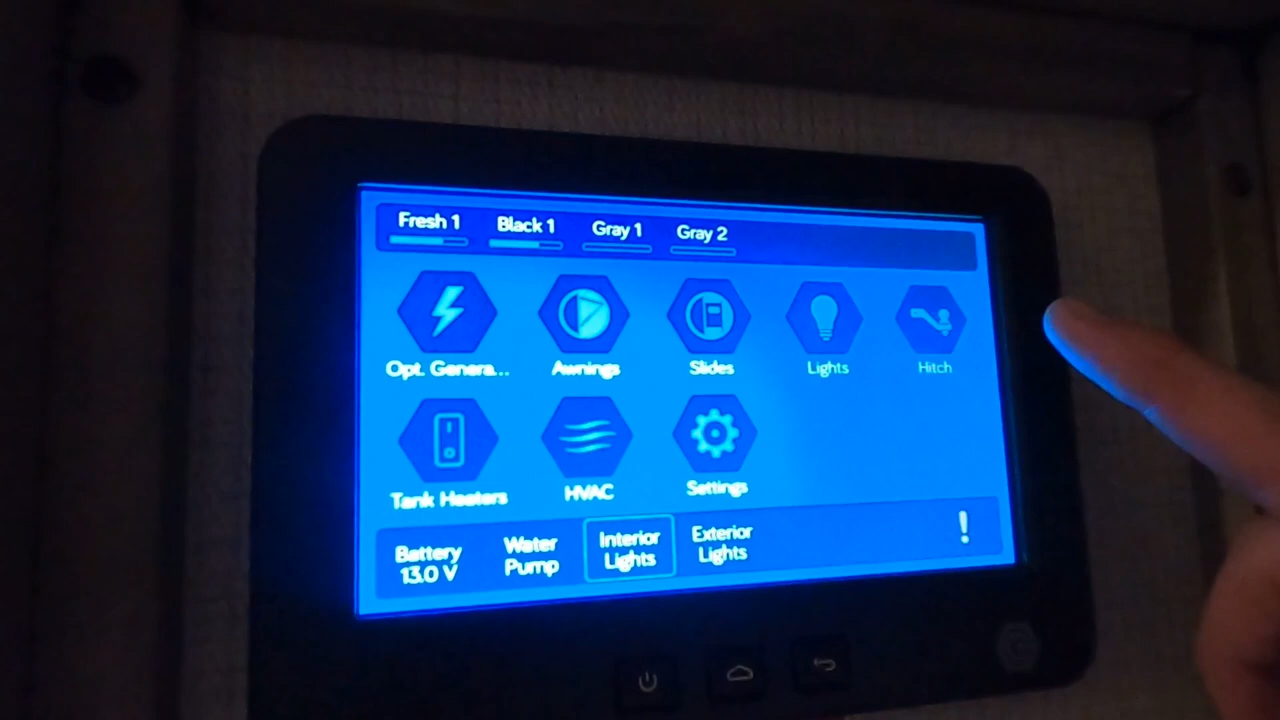 Fresh 1
Black 1
Gray 1
Gray 2
Opt. Genera...
Awnings
Slides
Lights
Hitch
Tank Heaters
HVAC
Settings
Battery
13.0 V
Water
Pump
Interior
Lights
Exterior
Lights
!